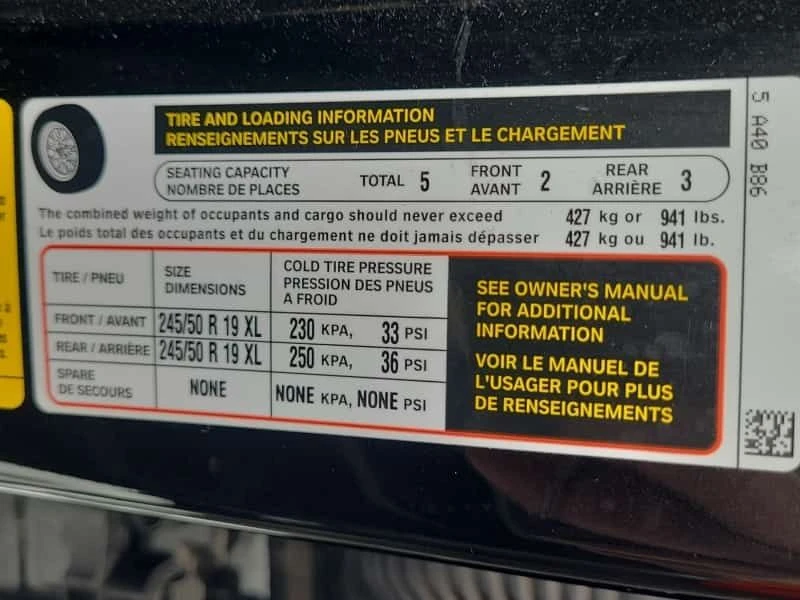 TIRE AND LOADING INFORMATION
RENSEIGNEMENTS SUR LES PNEUS ET LE CHARGEMENT
SEATING CAPACITY
NOMBRE DE PLACES
TOTAL 5
FRONT
AVANT 2
REAR
ARRIÈRE 3
The combined weight of occupants and cargo should never exceed 427 kg or 941 lbs.
Le poids total des occupants et du chargement ne doit jamais dépasser 427 kg ou 941 lb.
TIRE / PNEU
SIZE
DIMENSIONS
COLD TIRE PRESSURE
PRESSION DES PNEUS
A FROID
FRONT / AVANT 245/50 R 19 XL 230 KPA, 33 PSI
REAR / ARRIÈRE 245/50 R 19 XL 250 KPA, 36 PSI
SPARE
DE SECOURS
NONE
NONE KPA, NONE PSI
SEE OWNER'S MANUAL
FOR ADDITIONAL
INFORMATION
VOIR LE MANUEL DE
L'USAGER POUR PLUS
DE RENSEIGNEMENTS
5 A40 B86